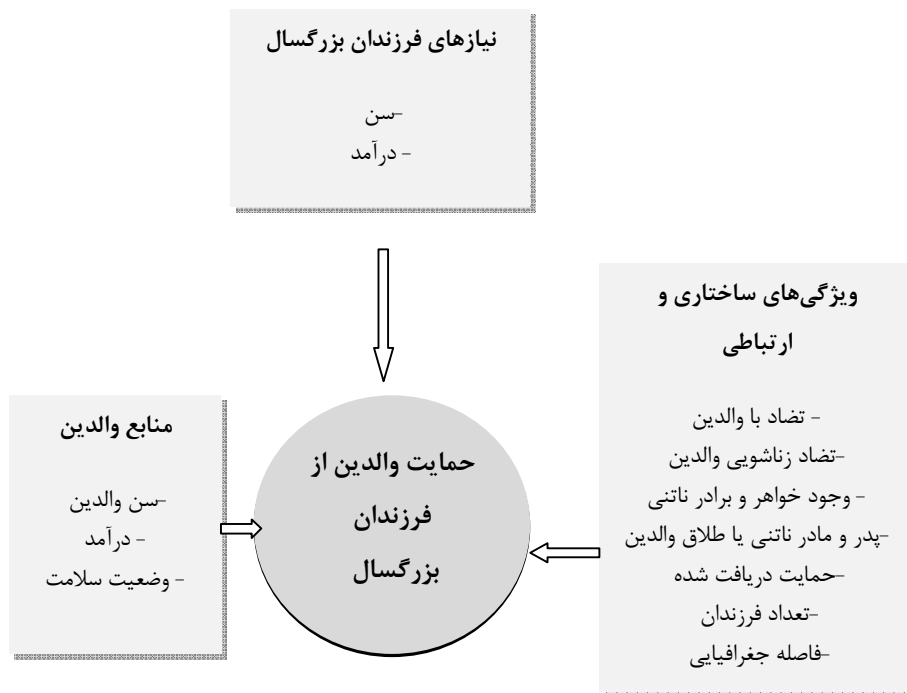 نیازهای فرزندان بزرگسال
-سن
- درآمد
ویژگی‌های ساختاری و
ارتباطی
- تضاد با والدین
-تضاد زناشویی والدین
- وجود خواهر و برادر ناتنی
-پدر و مادر ناتنی یا طلاق والدین
-حمایت دریافت شده
-تعداد فرزندان
-فاصله جغرافیایی
حمایت والدین از
فرزندان
بزرگسال
منابع والدین
-سن والدین
- درآمد
- وضعیت سلامت